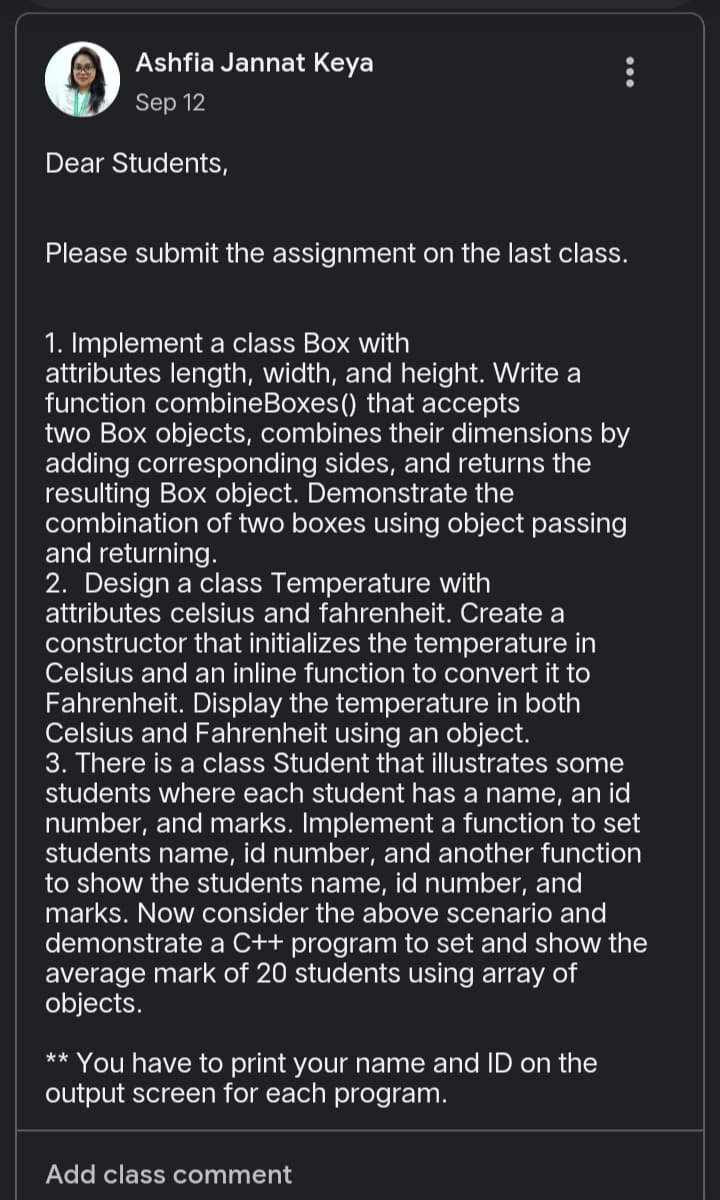 Ashfia Jannat Keya
Sep 12
Dear Students,
Please submit the assignment on the last class.
1. Implement a class Box with
attributes length, width, and height. Write a
function combineBoxes() that accepts
two Box objects, combines their dimensions by
adding corresponding sides, and returns the
resulting Box object. Demonstrate the
combination of two boxes using object passing
and returning.
2.  Design a class Temperature with
attributes celsius and fahrenheit. Create a
constructor that initializes the temperature in
Celsius and an inline function to convert it to
Fahrenheit. Display the temperature in both
Celsius and Fahrenheit using an object.
3. There is a class Student that illustrates some
students where each student has a name, an id
number, and marks. Implement a function to set
students name, id number, and another function
to show the students name, id number, and
marks. Now consider the above scenario and
demonstrate a C++ program to set and show the
average mark of 20 students using array of
objects.
** You have to print your name and ID on the
output screen for each program.
Add class comment